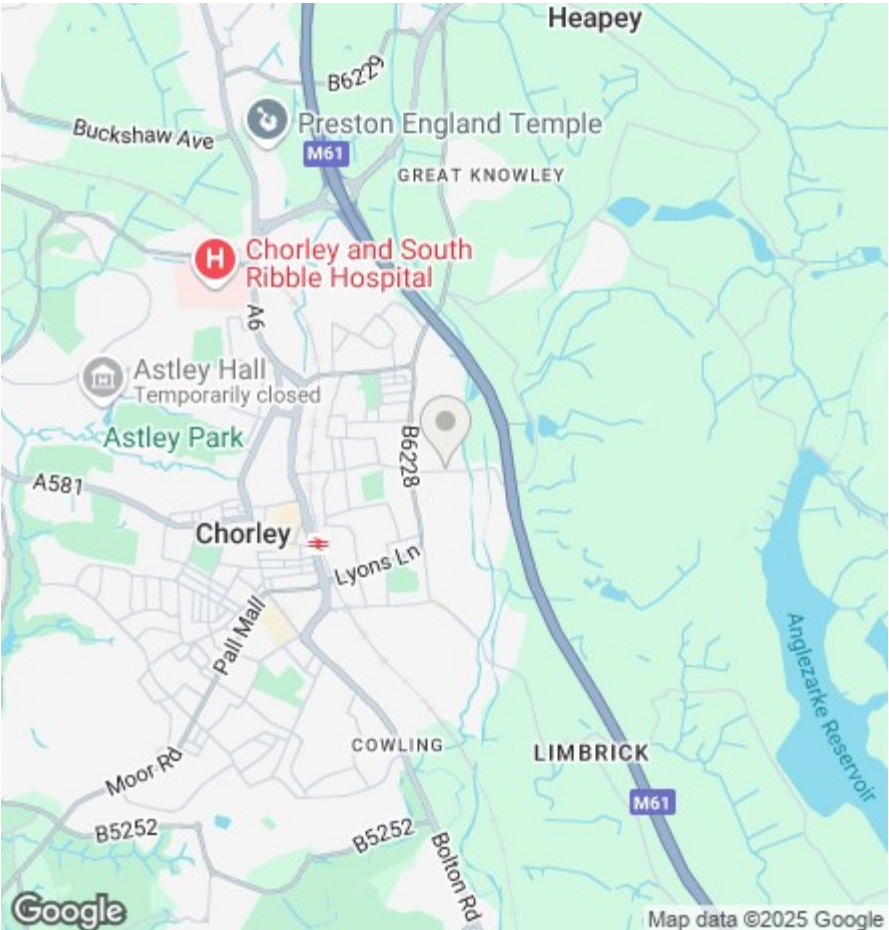 Heapey
B6229
Buckshaw Ave
Preston England Temple
M61
GREAT KNOWLEY
H
Chorley and South
Ribble Hospital
A6
Astley Hall
Temporarily closed
Astley Park
B6228
A581
Chorley
Lyons Ln
Pall Mall
Anglezarke Reservoir
COWLING
LIMBRICK
Moor Rd
M61
B5252
B5252
Bolton Rd
Google
Map data ©2025 Google